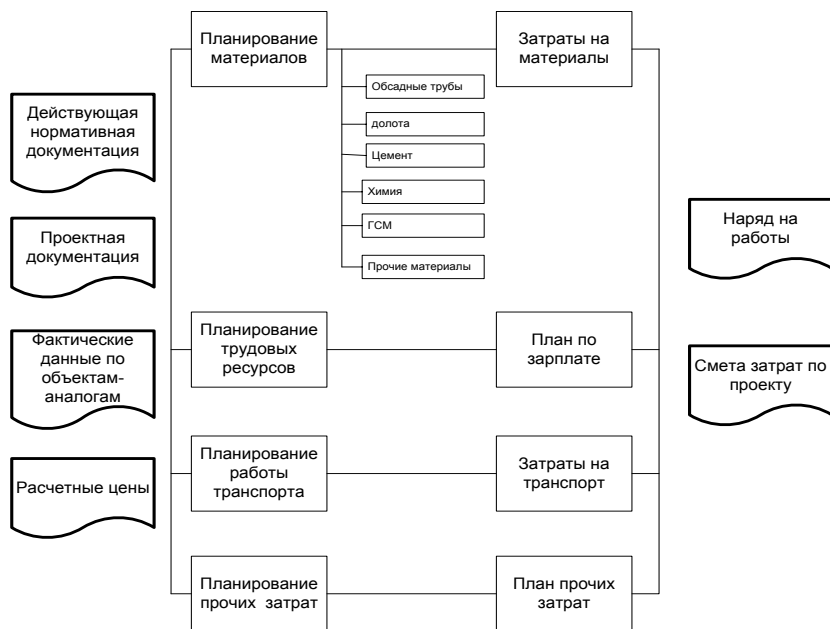 Планирование
материалов
Затраты на
материалы
Обсадные трубы
долота
Цемент
Химия
ГСМ
Прочие материалы
Действующая
нормативная
документация
Проектная
документация
Фактические
данные по
объектам-
аналогам
Расчетные цены
Планирование
трудовых
ресурсов
План по
зарплате
Планирование
работы
транспорта
Затраты на
транспорт
Планирование
прочих затрат
План прочих
затрат
Наряд на
работы
Смета затрат по
проекту